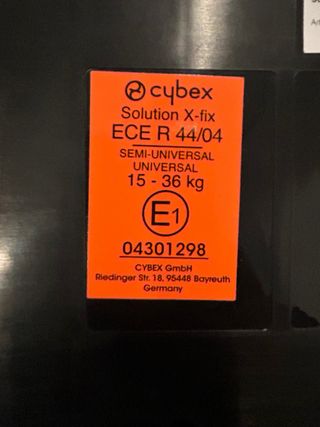 cybex
Solution X-fix
ECE R 44/04
SEMI-UNIVERSAL
UNIVERSAL
15 - 36 kg
E1
04301298
CYBEX GmbH
Riedinger Str. 18, 95448 Bayreuth
Germany